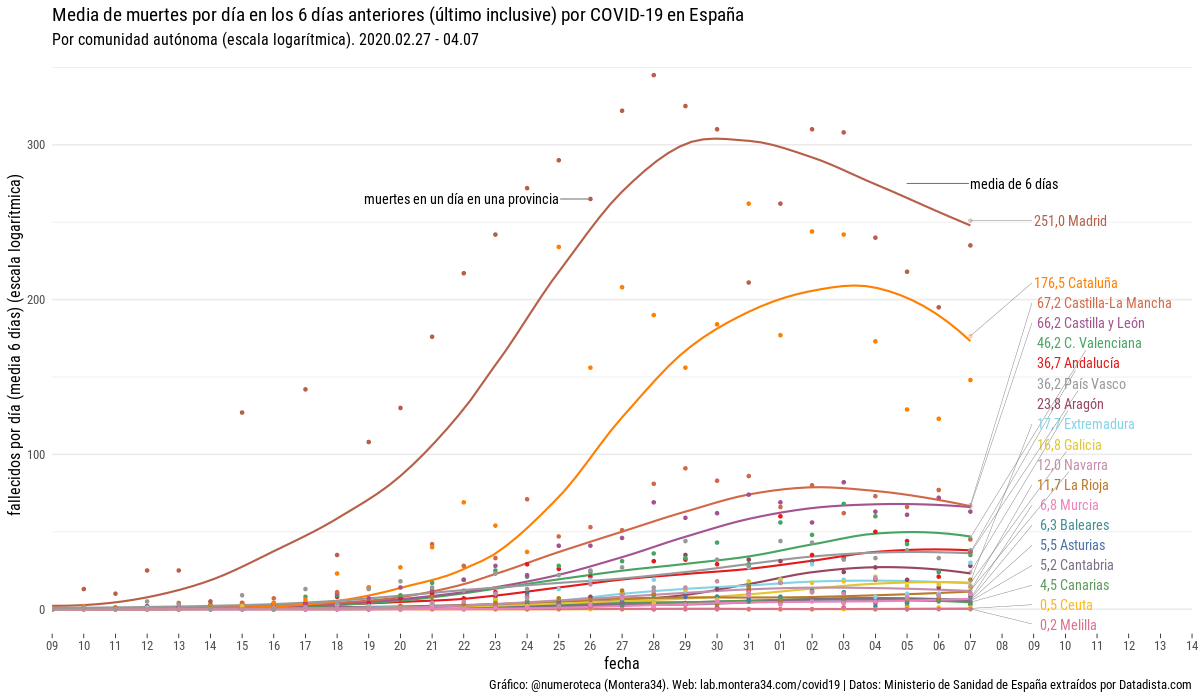 Media de muertes por día en los 6 días anteriores (último inclusive) por COVID-19 en España
Por comunidad autónoma (escala logarítmica). 2020.02.27 - 04.07
fallecidos por día (media 6 días) (escala logarítmica)
300
200
100
0
muertes en un día en una provincia
media de 6 días
251,0 Madrid
176,5 Cataluña
67,2 Castilla-La Mancha
66,2 Castilla y León
46,2 C. Valenciana
36,7 Andalucía
36,2 País Vasco
23,8 Aragón
17,7 Extremadura
16,8 Galicia
12,0 Navarra
11,7 La Rioja
6,8 Murcia
6,3 Baleares
5,5 Asturias
5,2 Cantabria
4,5 Canarias
0,5 Ceuta
0,2 Melilla
09 10 11 12 13 14 15 16 17 18 19 20 21 22 23 24 25 26 27 28 29 30 31 01 02 03 04 05 06 07 08 09 10 11 12 13 14
fecha
Gráfico: @numeroteca (Montera34). Web: lab.montera34.com/covid19 | Datos: Ministerio de Sanidad de España extraídos por Datadista.com